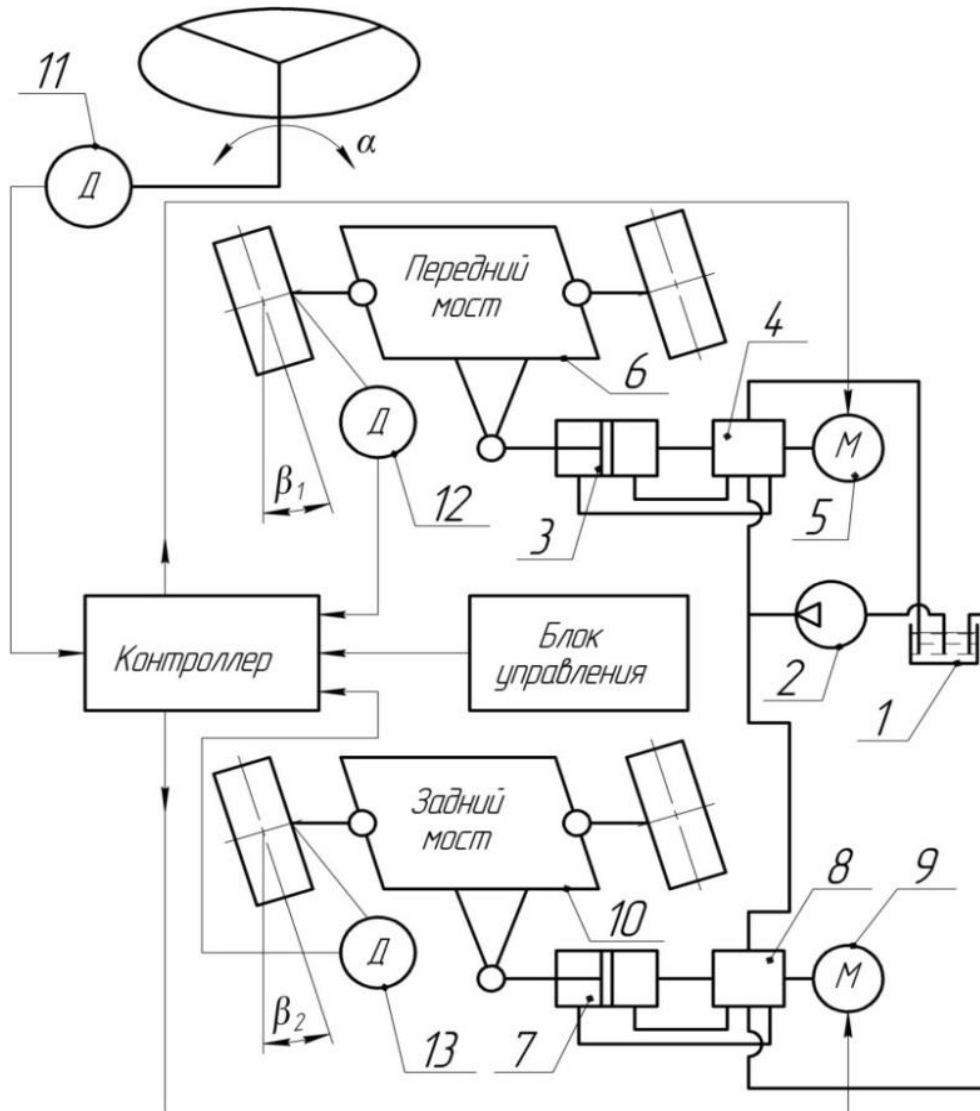 11
α
Д
Передний
мост
4
6
Д
М
β₁
12
3
5
Контроллер
Блок
управления
2
1
Задний
мост
8
9
10
Д
М
β₂
13
7